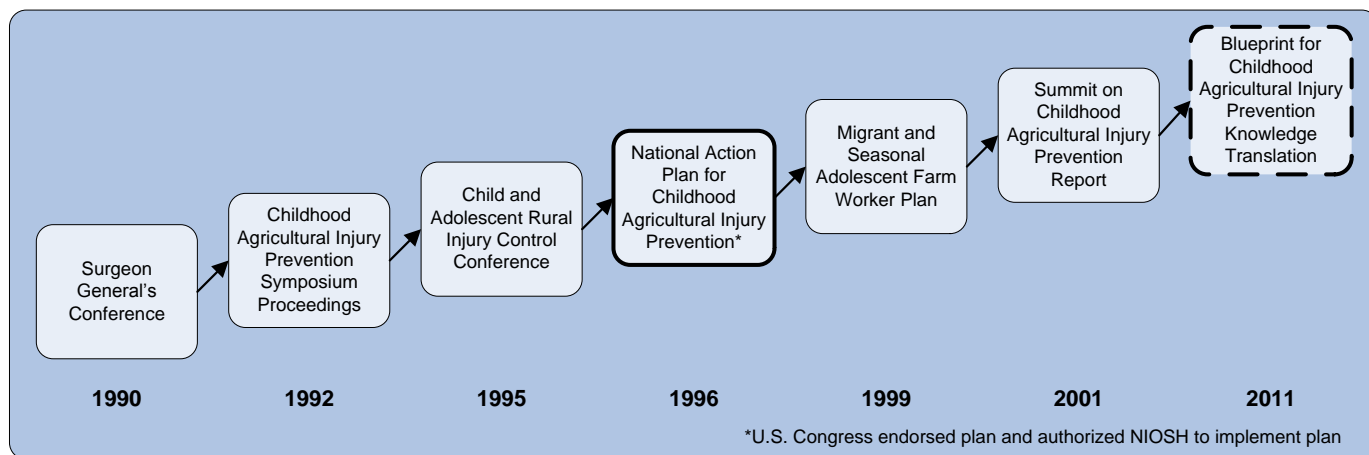 Surgeon
General's
Conference
Childhood
Agricultural Injury
Prevention
Symposium
Proceedings
Child and
Adolescent Rural
Injury Control
Conference
National Action
Plan for
Childhood
Agricultural Injury
Prevention*
Migrant and
Seasonal
Adolescent Farm
Worker Plan
Summit on
Childhood
Agricultural Injury
Prevention
Report
Blueprint for
Childhood
Agricultural Injury
Prevention
Knowledge
Translation
1990 1992 1995 1996 1999 2001 2011
*U.S. Congress endorsed plan and authorized NIOSH to implement plan